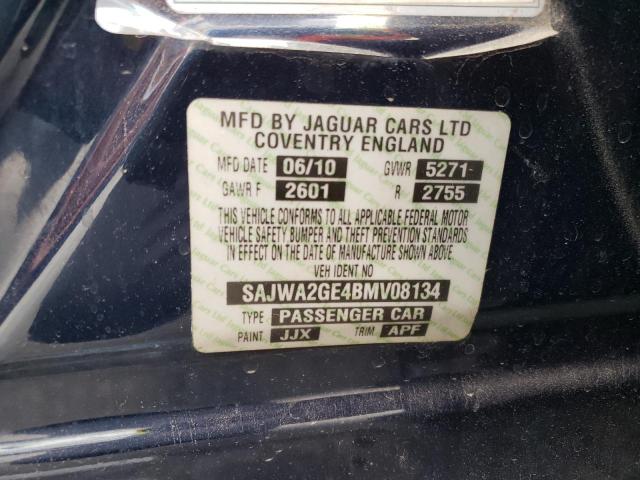 MFD BY JAGUAR CARS LTD
COVENTRY ENGLAND
MFD DATE 06/10 GVWR 5271
GAWR F 2601 R 2755
THIS VEHICLE CONFORMS TO ALL APPLICABLE FEDERAL MOTOR
VEHICLE SAFETY BUMPER AND THEFT PREVENTION STANDARDS
IN EFFECT ON THE DATE OF MANUFACTURE SHOWN ABOVE.
VEH IDENT NO
SAJWA2GE4BMV08134
TYPE PASSENGER CAR
PAINT JJX TRIM APF